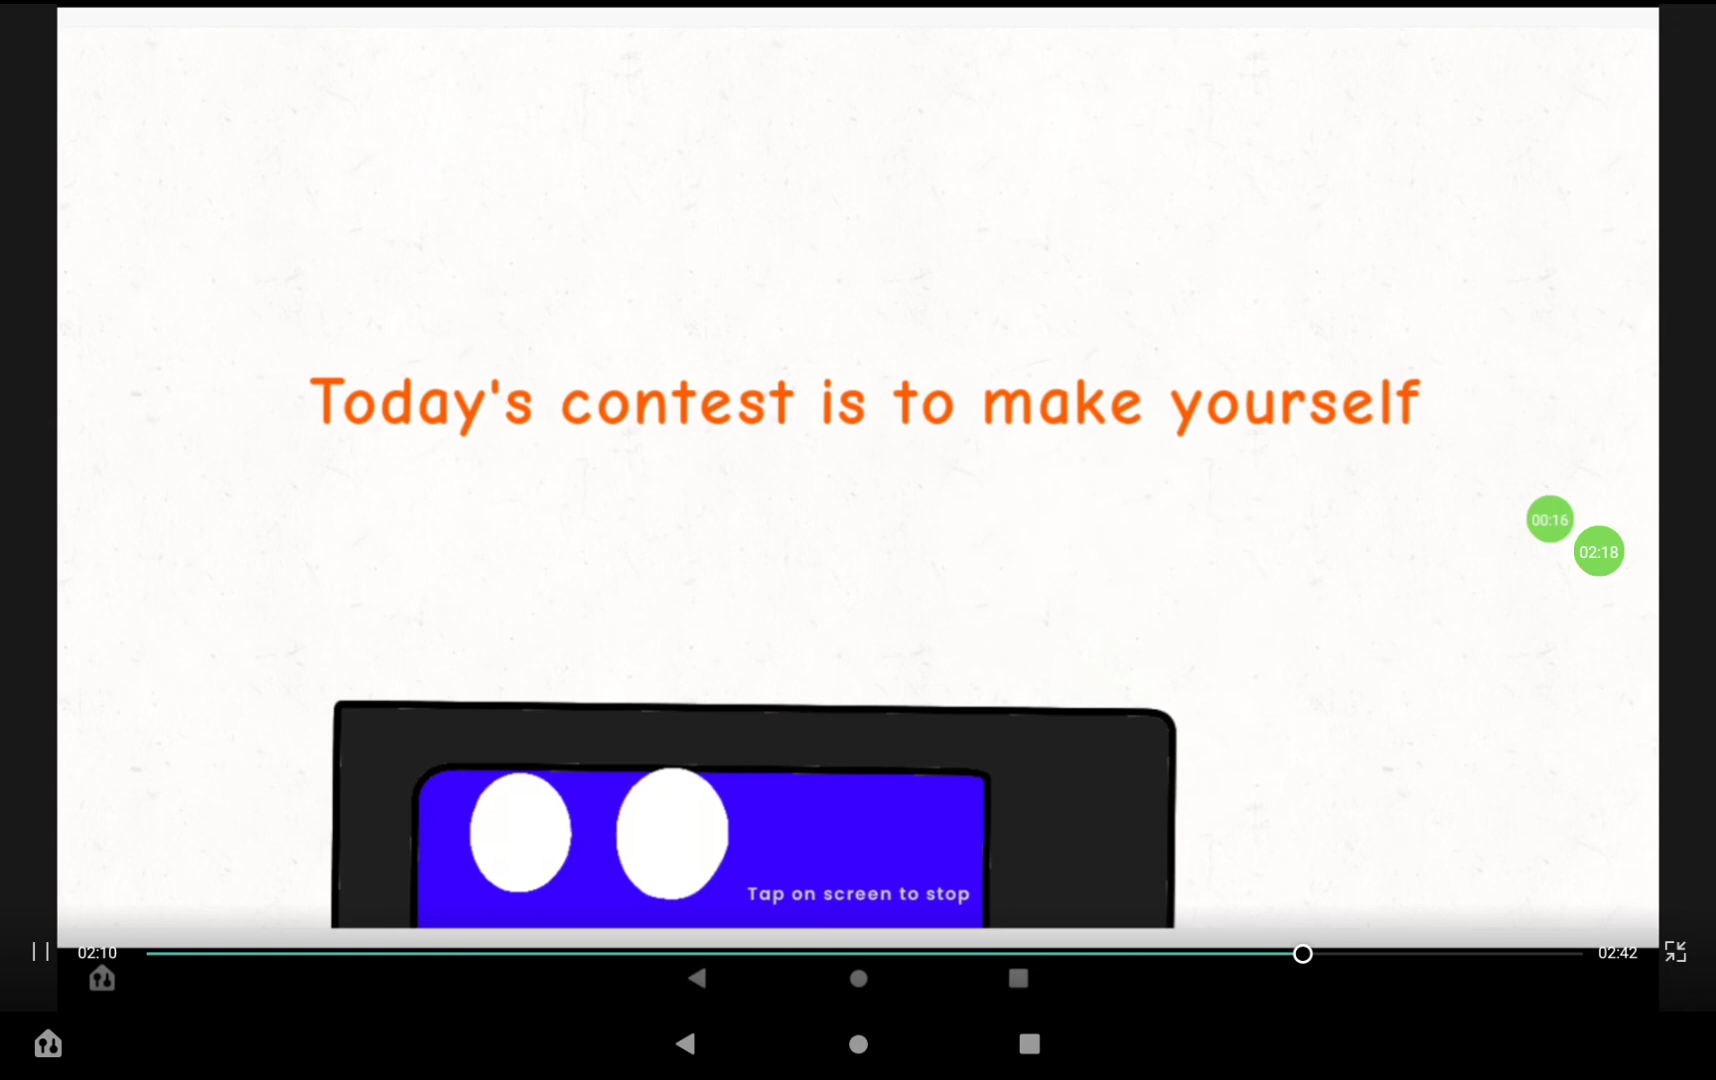 Today's contest is to make yourself
00:16
02:18
Tap on screen to stop
02:10
02:42